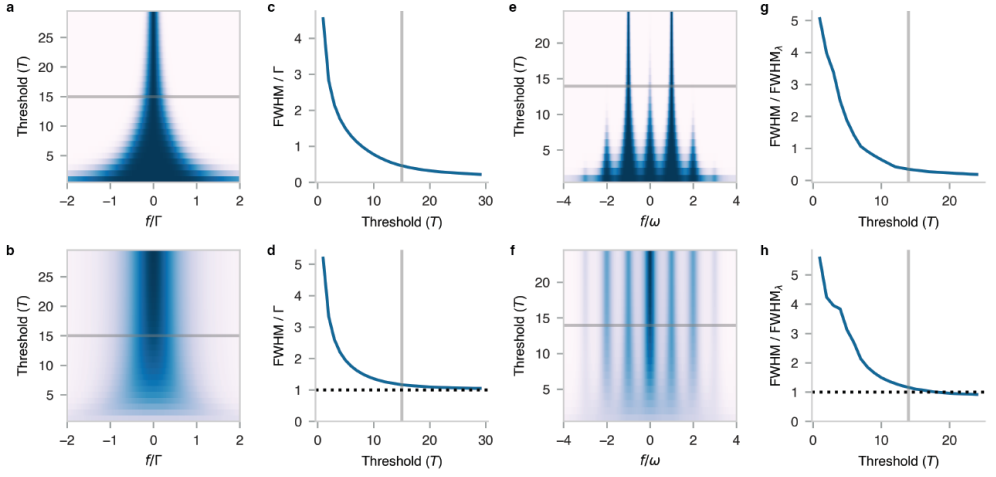 a
Threshold (T)
25
20
15
10
5
−2 −1 0 1 2
f/Γ
c
FWHM / Γ
4
3
2
1
0
0 10 20 30
Threshold (T)
e
Threshold (T)
20
15
10
5
−4 −2 0 2 4
f/ω
g
FWHM / FWHMλ
5
4
3
2
1
0
0 10 20
Threshold (T)
b
Threshold (T)
25
20
15
10
5
−2 −1 0 1 2
f/Γ
d
FWHM / Γ
5
4
3
2
1
0
0 10 20 30
Threshold (T)
f
Threshold (T)
20
15
10
5
−4 −2 0 2 4
f/ω
h
FWHM / FWHMλ
5
4
3
2
1
0
0 10 20
Threshold (T)